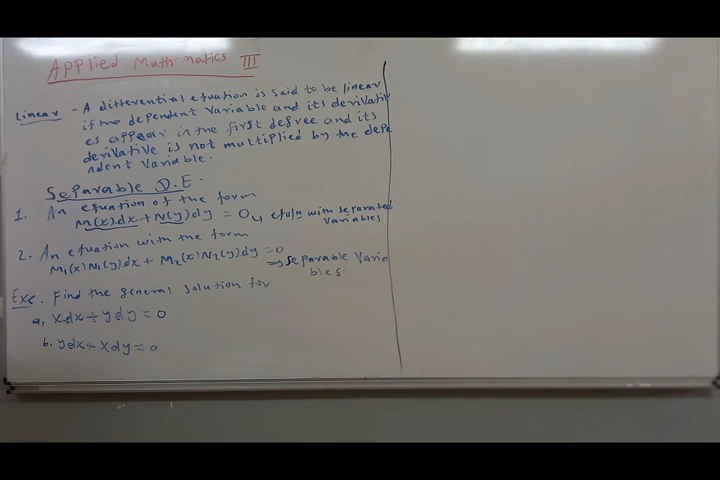 Applied Mathematics III
Linear - A differential equation is said to be linear
if the dependent variable and its derivativ
es appear in the first degree and its
derivative is not multiplied by the depe
ndent variable.
Separable D.E.
1. An equation of the form
M(x)dx + N(y)dy = 0, eqn with separated
variables
2. An equation with the form
M₁(x)N₁(y)dx + M₂(x)N₂(y)dy = 0
⇒ separable varia
bles.
Exe. Find the general solution for
a, xdx + ydy = 0
b. ydx - xdy = 0